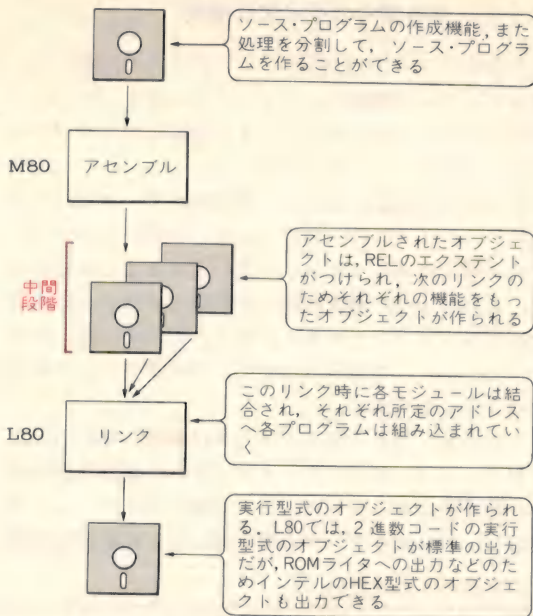 ソース・プログラムの作成機能,また
処理を分割して, ソース・プログラ
ムを作ることができる
M80
アセンブル
中間
段階
アセンブルされたオブジェ
クトは,RELのエクステント
がつけられ, 次のリンクの
ためそれぞれの機能をもっ
たオブジェクトが作られる
このリンク時に各モジュールは結
合され, それぞれ所定のアドレス
へ各プログラムは組み込まれてい
く
L80
リンク
実行型式のオブジェクトが作られ
る. L80では, 2進数コードの実行
型式のオブジェクトが標準の出力
だが,ROMライタへの出力などのた
めインテルのHEX型式のオブジェ
クトも出力できる